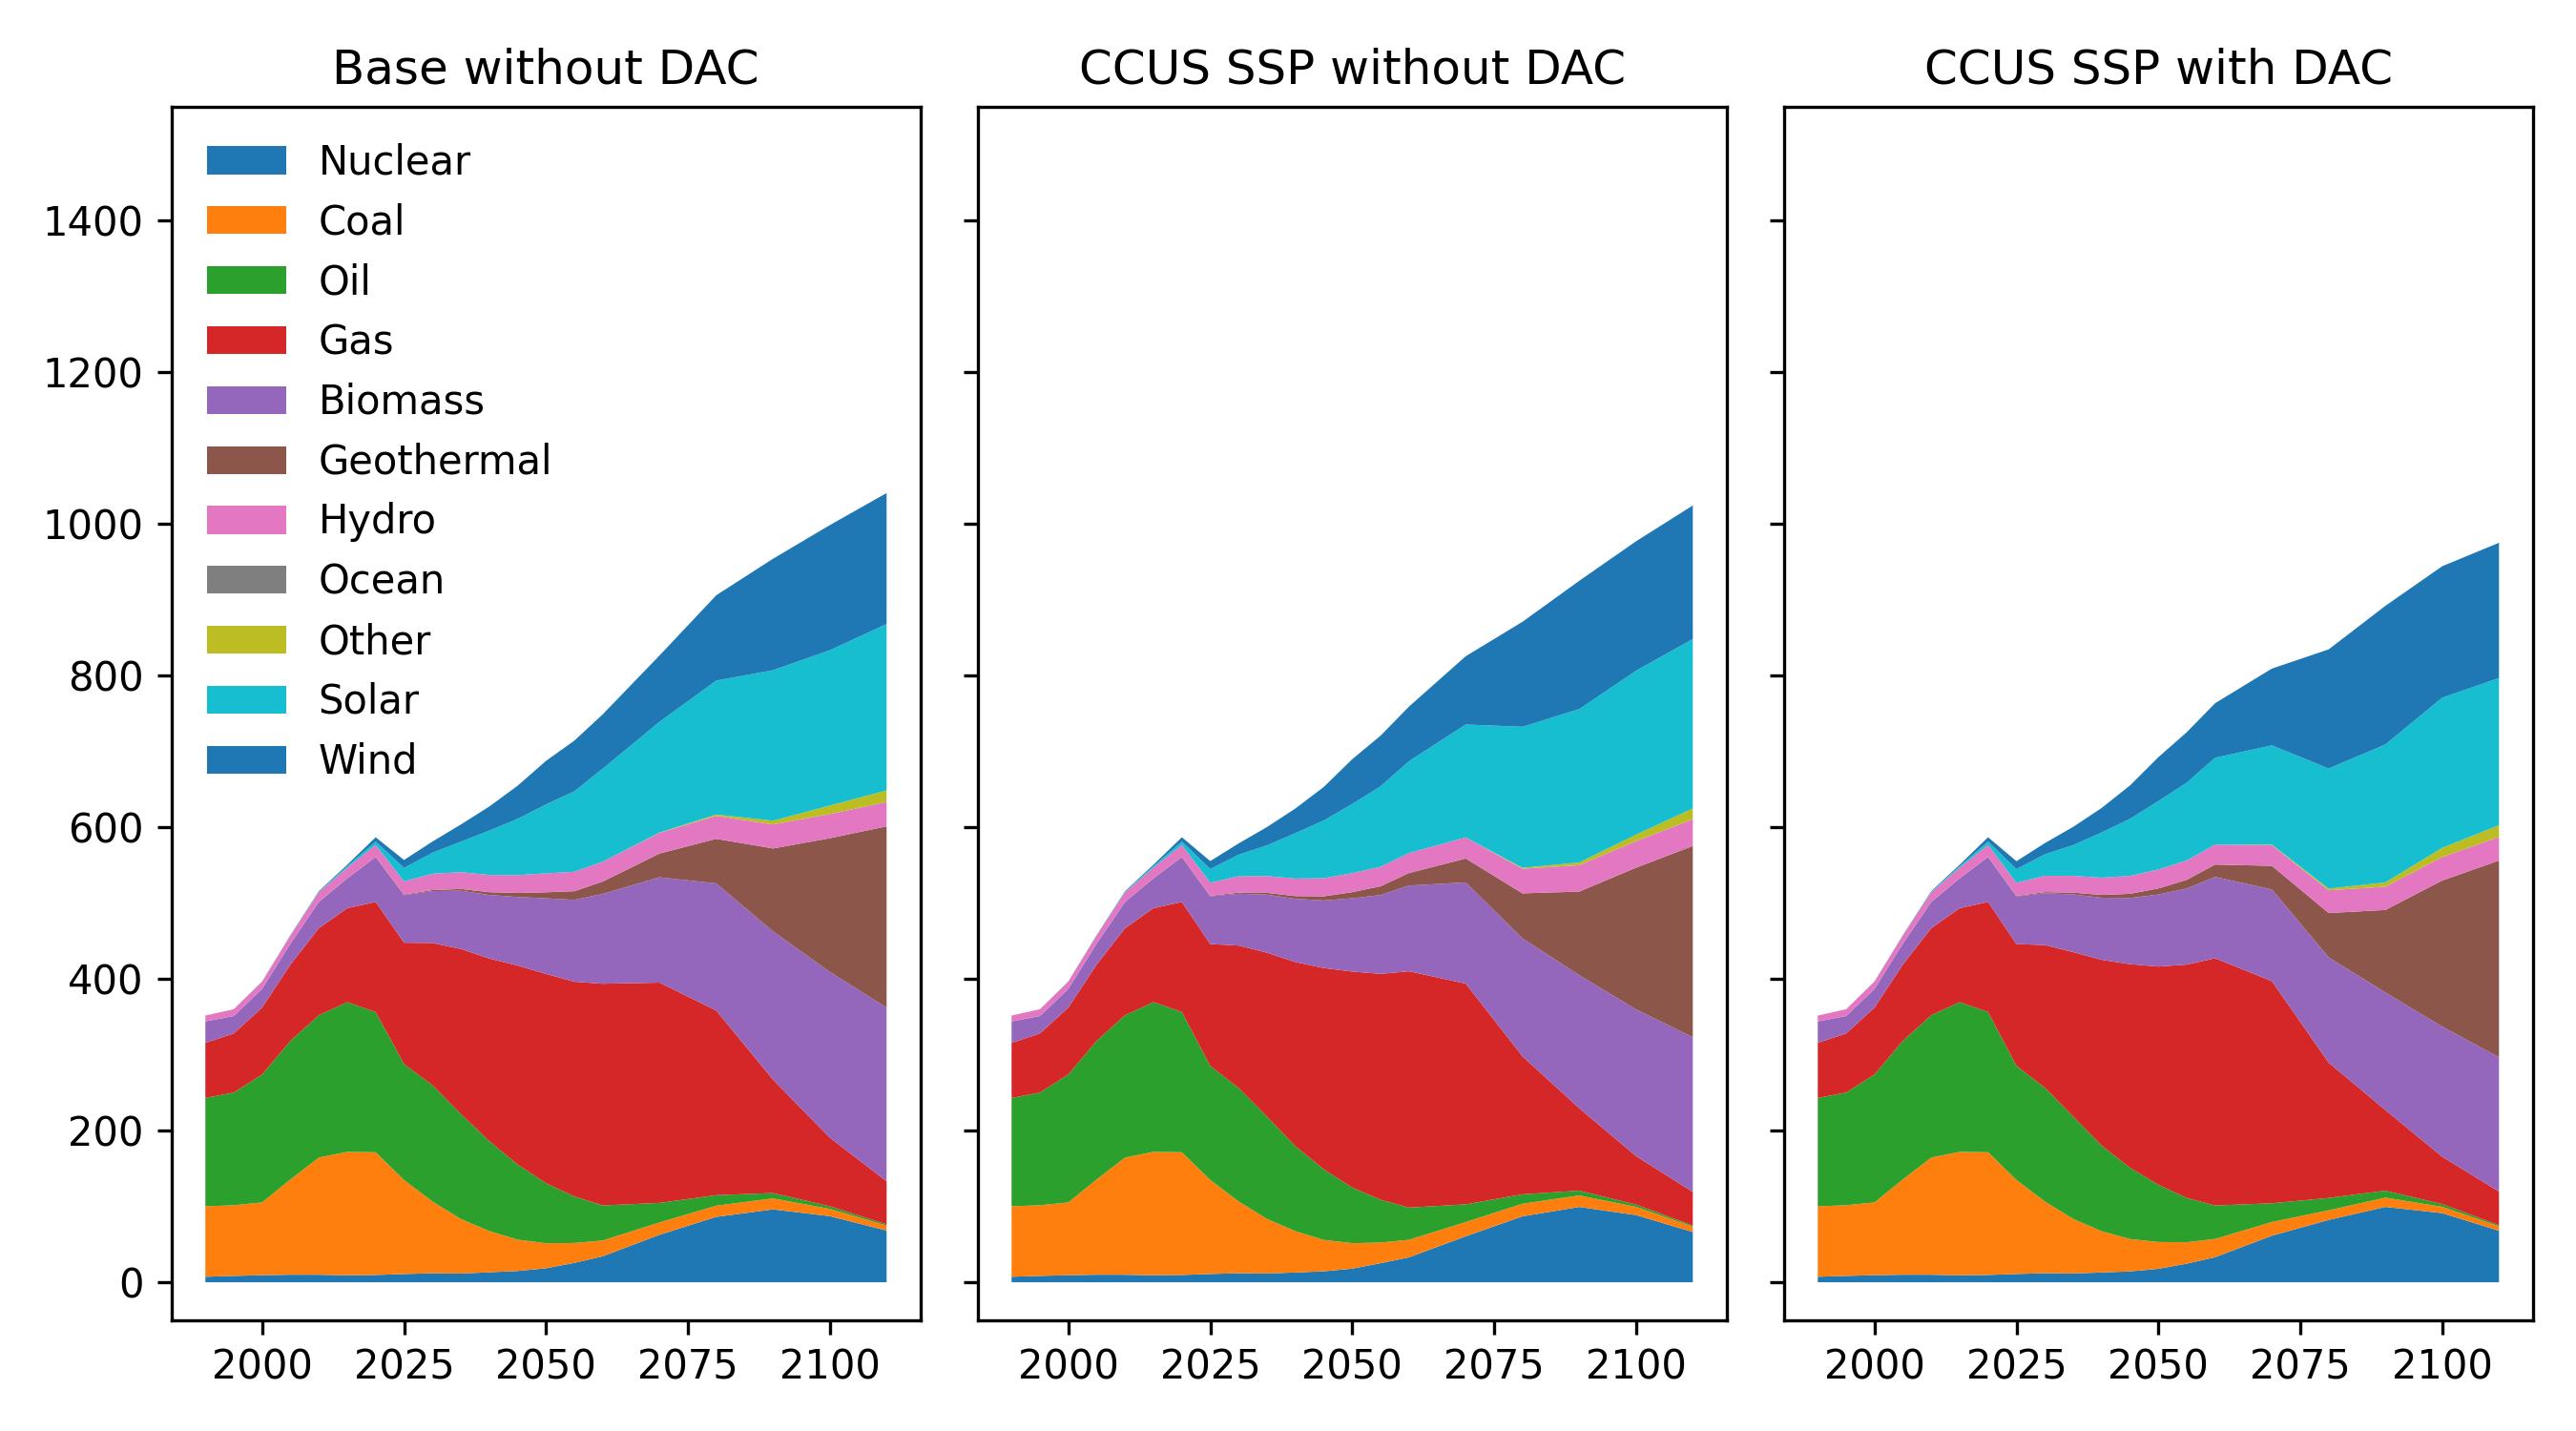 Base without DAC
CCUS SSP without DAC
CCUS SSP with DAC
Nuclear
Coal
Oil
Gas
Biomass
Geothermal
Hydro
Ocean
Other
Solar
Wind
1400
1200
1000
800
600
400
200
0
2000 2025 2050 2075 2100
2000 2025 2050 2075 2100
2000 2025 2050 2075 2100